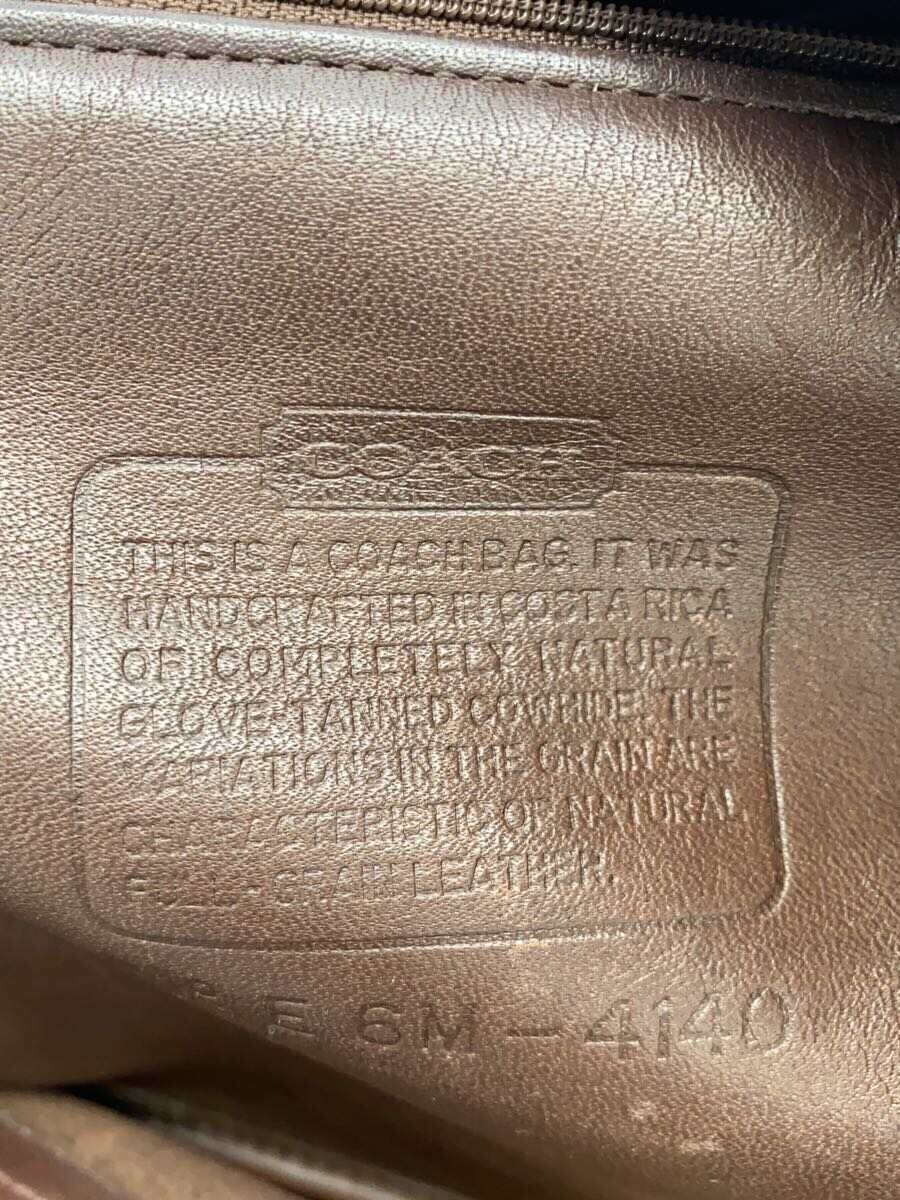 COACH
THIS IS A COACH BAG. IT WAS
HANDCRAFTED IN COSTA RICA
OF COMPLETELY NATURAL
GLOVE-TANNED COWHIDE. THE
VARIATIONS IN THE GRAIN ARE
CHARACTERISTIC OF NATURAL
FULL-GRAIN LEATHER.
6M-4140